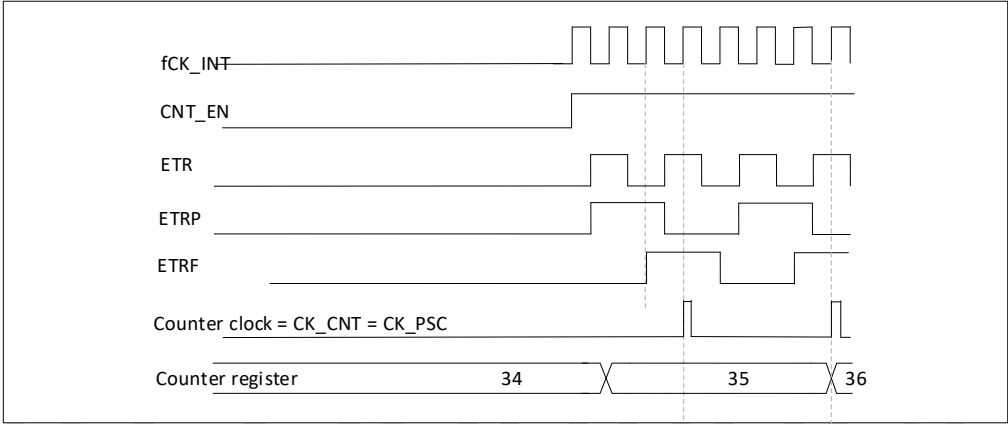 fCK_INT
CNT_EN
ETR
ETRP
ETRF
Counter clock = CK_CNT = CK_PSC
Counter register 34 35 36